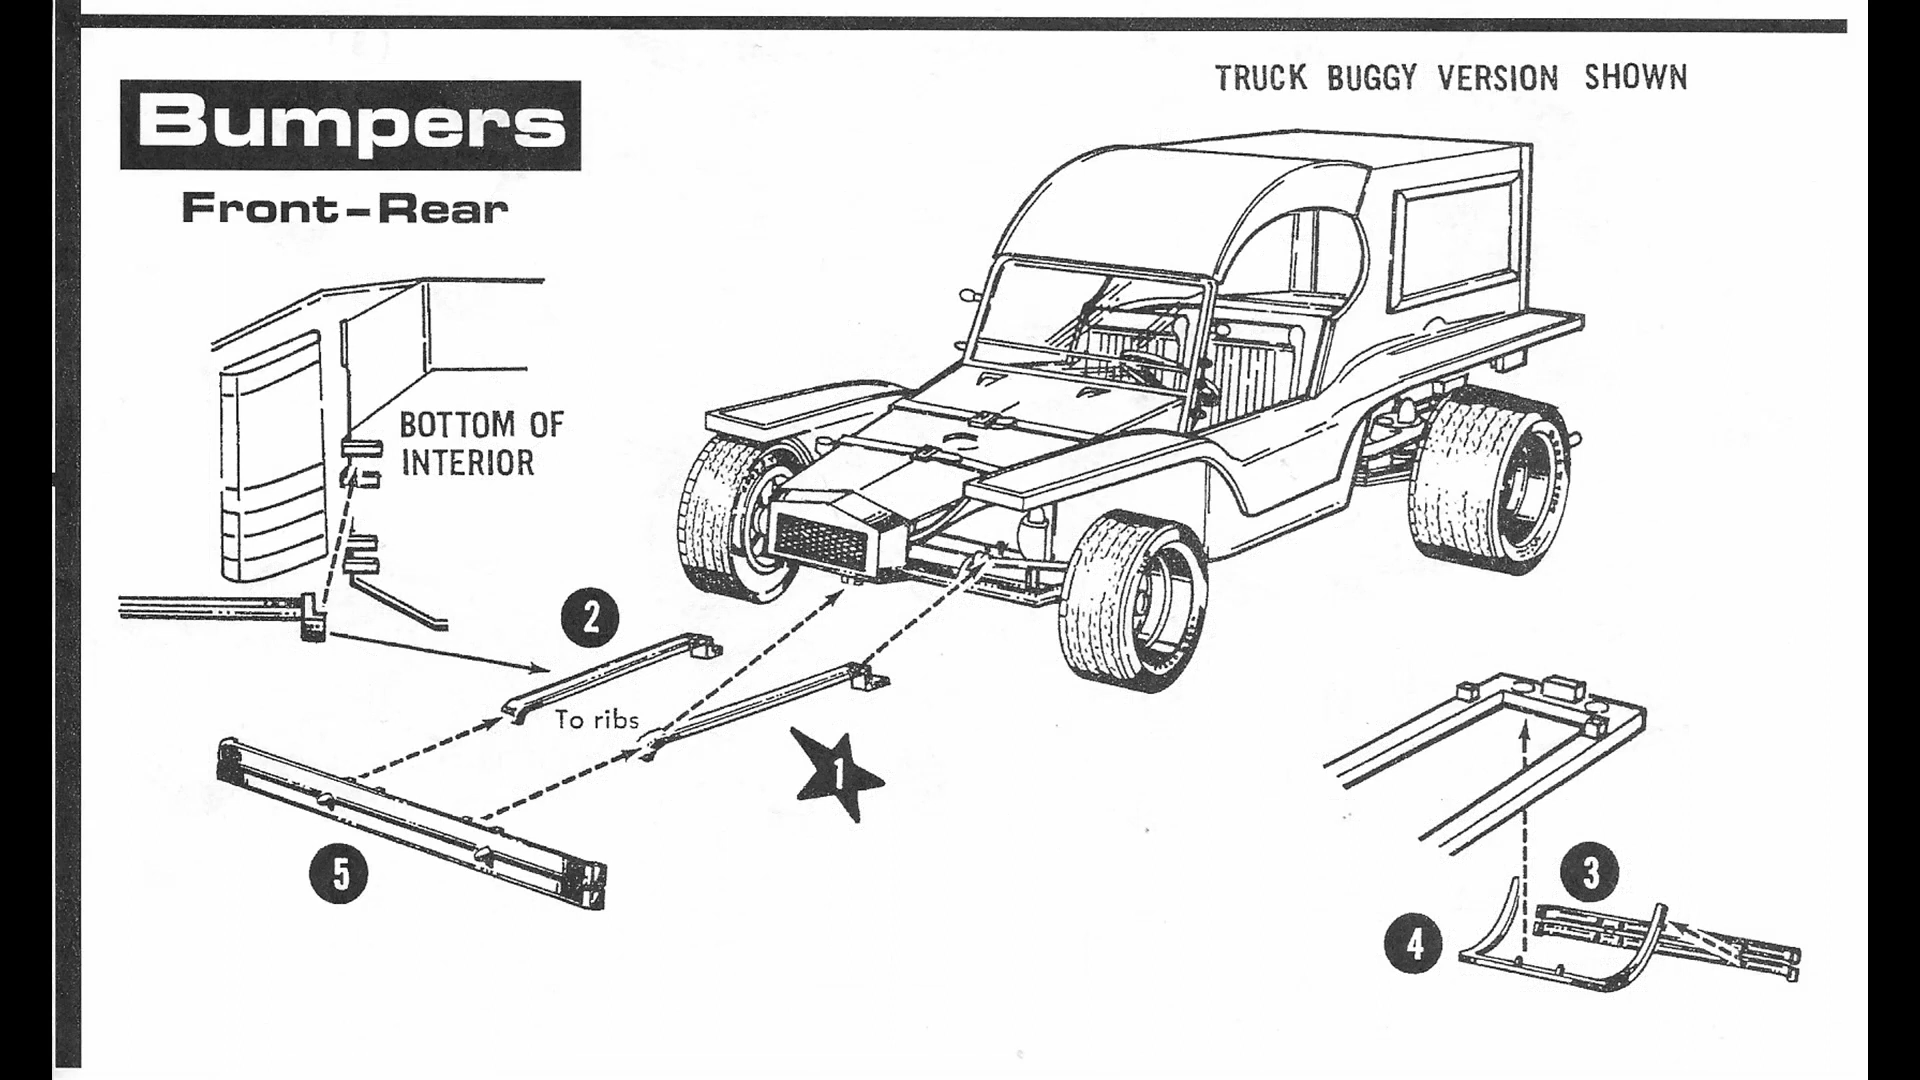 TRUCK BUGGY VERSION SHOWN
Bumpers
Front-Rear
BOTTOM OF
INTERIOR
2
To ribs
1
5
3
4